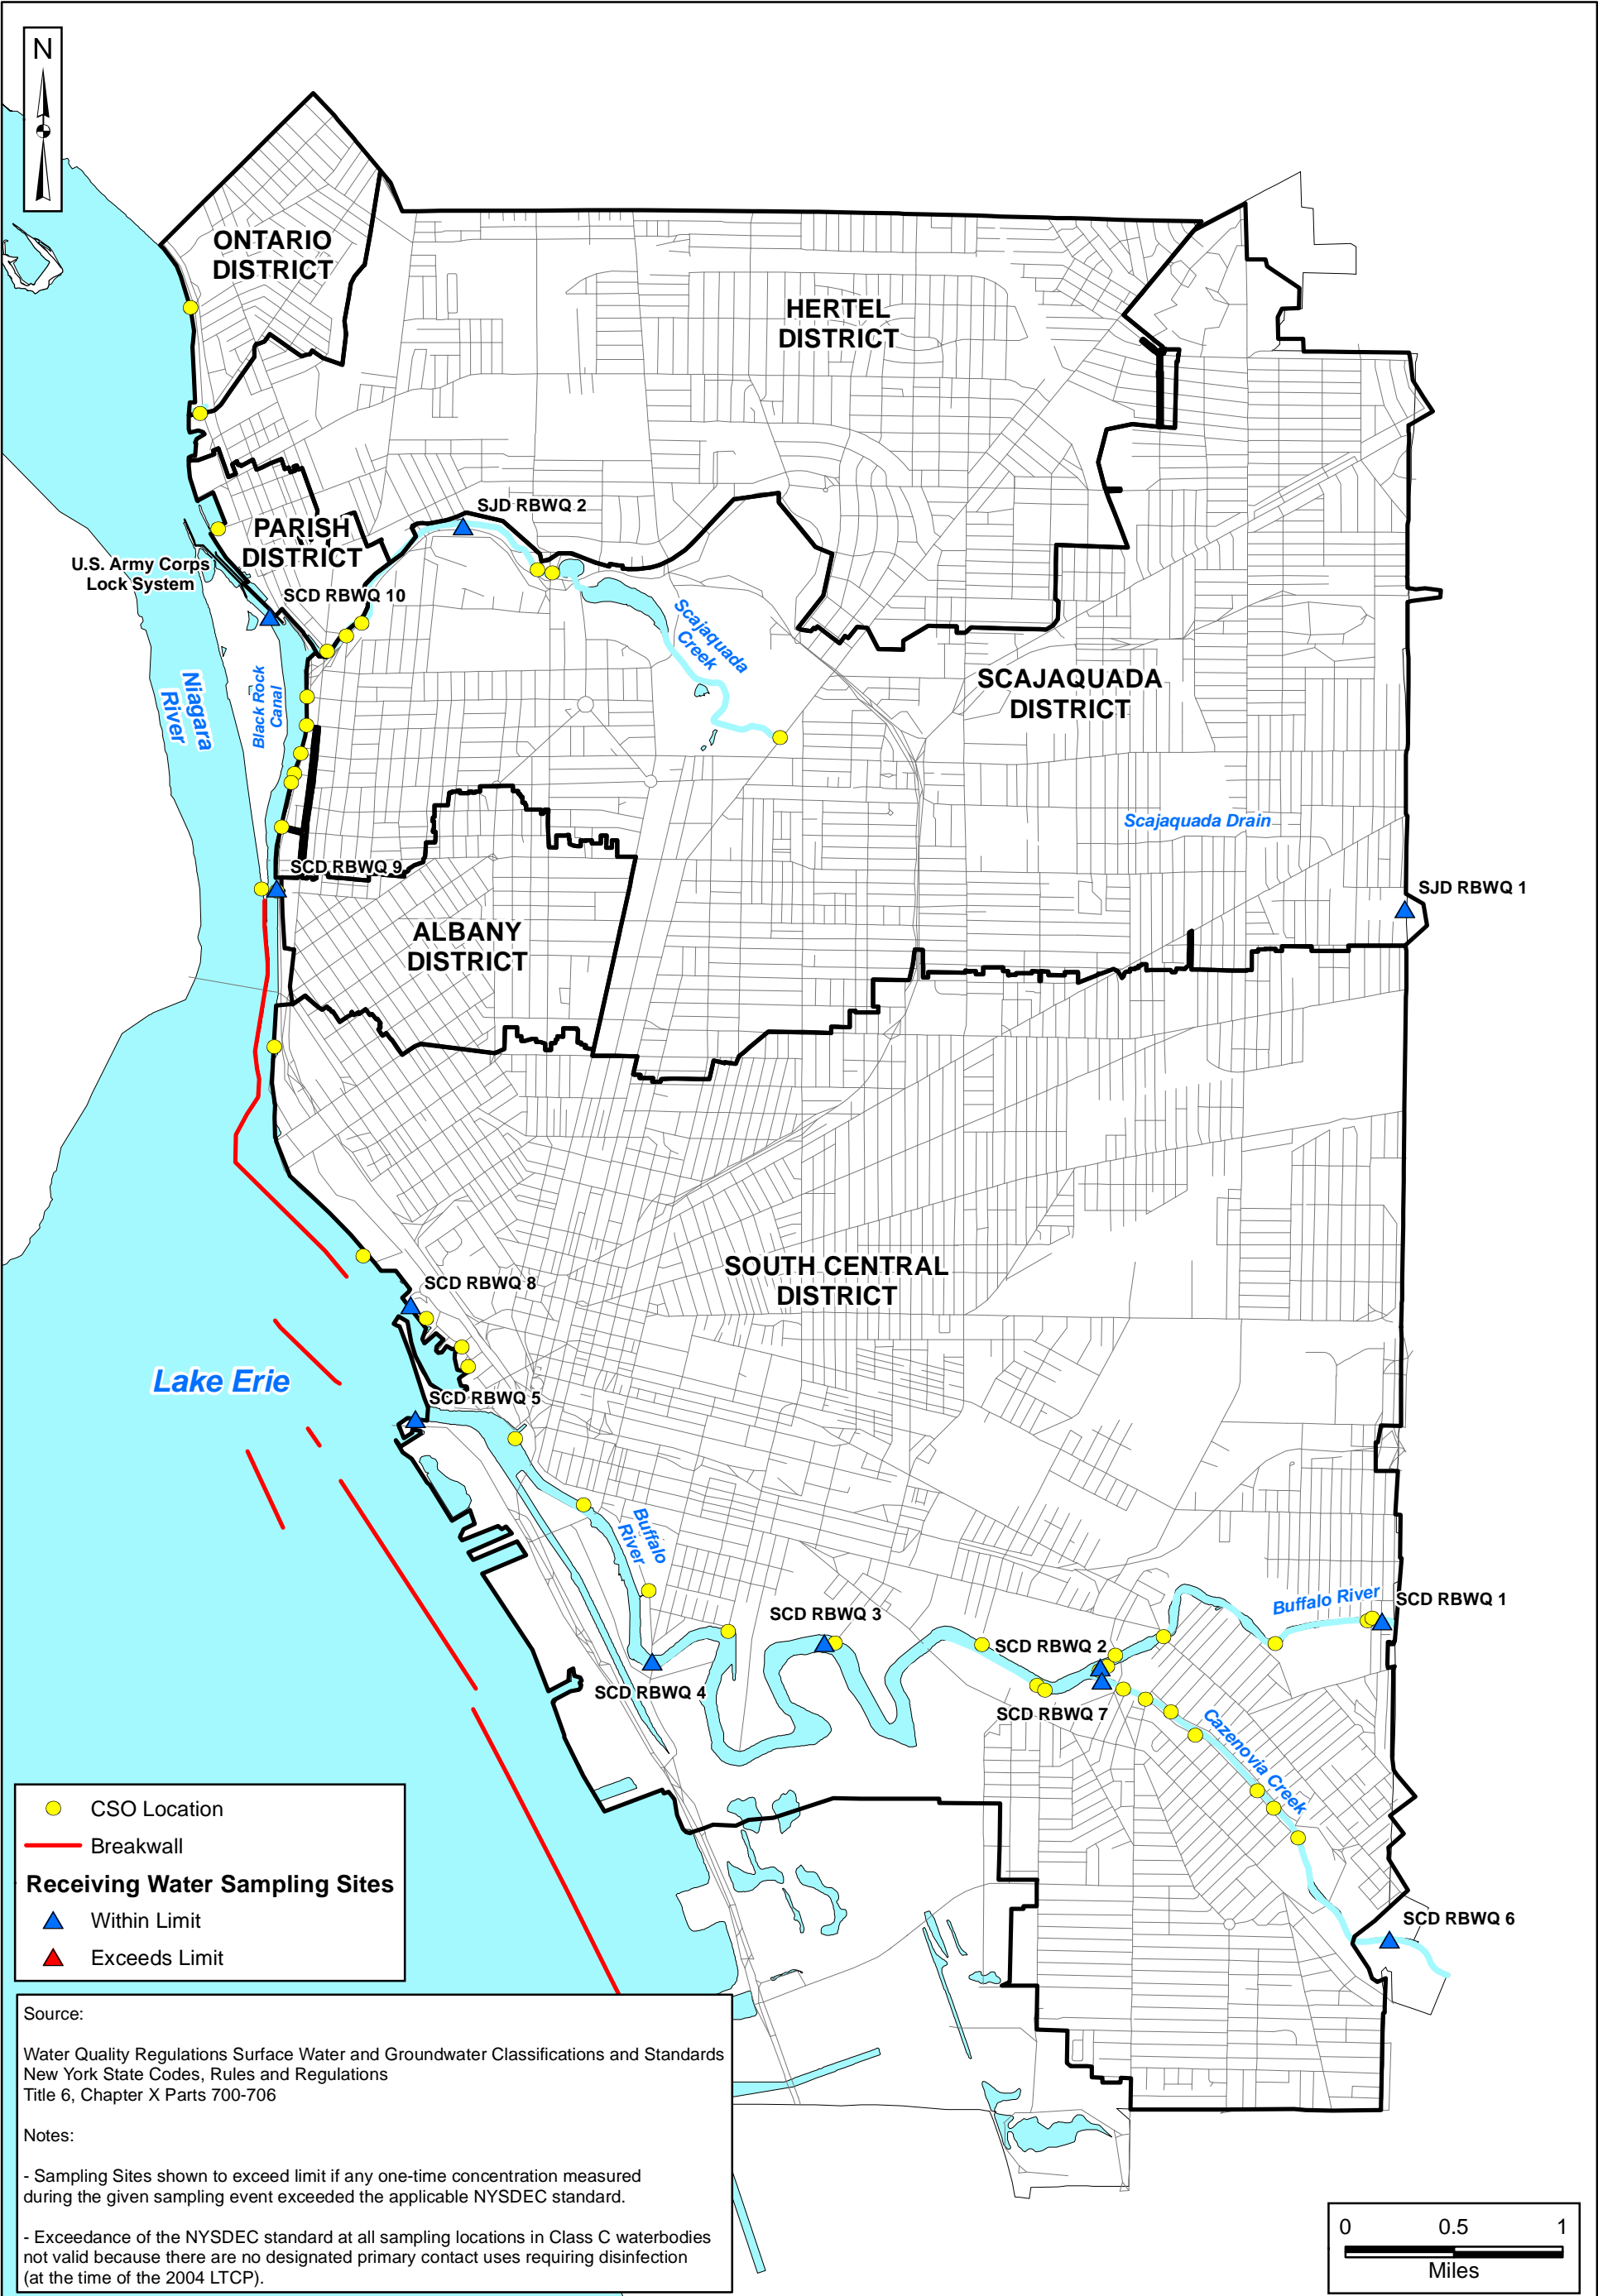 N
ONTARIO
DISTRICT
HERTEL
DISTRICT
SJD RBWQ 2
PARISH
DISTRICT
U.S. Army Corps
Lock System
SCD RBWQ 10
Scajaquada
Creek
SCAJAQUADA
DISTRICT
Niagara
River
Black Rock
Canal
Scajaquada Drain
SCD RBWQ 9
SJD RBWQ 1
ALBANY
DISTRICT
SOUTH CENTRAL
DISTRICT
SCD RBWQ 8
Lake Erie
SCD RBWQ 5
Buffalo
River
Buffalo River
SCD RBWQ 1
SCD RBWQ 3
SCD RBWQ 2
SCD RBWQ 4
SCD RBWQ 7
Cazenovia Creek
SCD RBWQ 6
CSO Location
Breakwall
Receiving Water Sampling Sites
Within Limit
Exceeds Limit
Source:
Water Quality Regulations Surface Water and Groundwater Classifications and Standards
New York State Codes, Rules and Regulations
Title 6, Chapter X Parts 700-706
Notes:
- Sampling Sites shown to exceed limit if any one-time concentration measured
during the given sampling event exceeded the applicable NYSDEC standard.
- Exceedance of the NYSDEC standard at all sampling locations in Class C waterbodies
not valid because there are no designated primary contact uses requiring disinfection
(at the time of the 2004 LTCP).
0 0.5 1
Miles